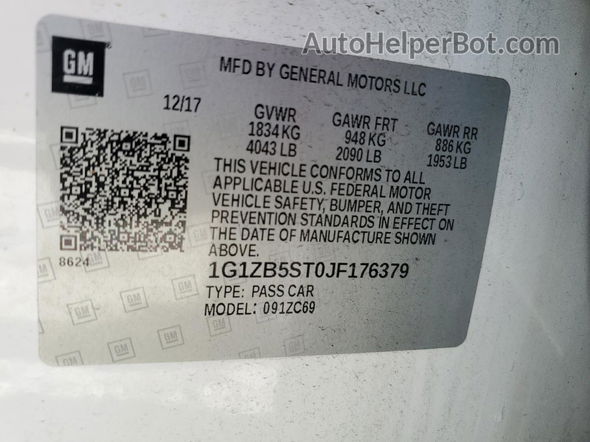 AutoHelperBot.com
GM
MFD BY GENERAL MOTORS LLC
12/17
GVWR GAWR FRT GAWR RR
1834 KG 948 KG 886 KG
4043 LB 2090 LB 1953 LB
THIS VEHICLE CONFORMS TO ALL
APPLICABLE U.S. FEDERAL MOTOR
VEHICLE SAFETY, BUMPER, AND THEFT
PREVENTION STANDARDS IN EFFECT ON
THE DATE OF MANUFACTURE SHOWN
ABOVE.
8624
1G1ZB5ST0JF176379
TYPE: PASS CAR
MODEL: 091ZC69